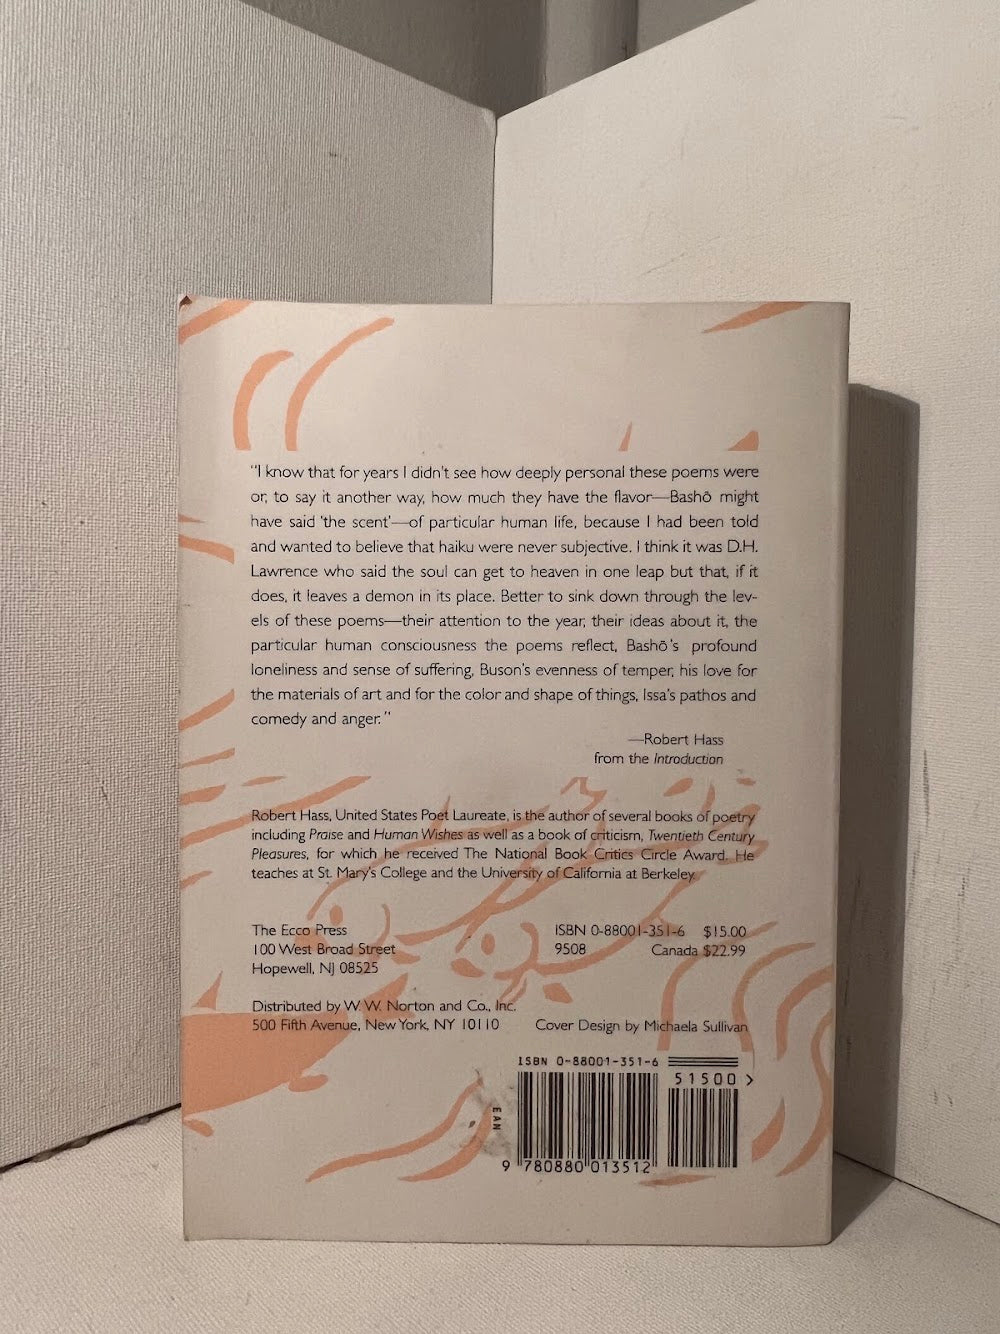 "I know that for years I didn't see how deeply personal these poems were
or, to say it another way, how much they have the flavor—Bashō might
have said 'the scent'—of particular human life, because I had been told
and wanted to believe that haiku were never subjective. I think it was D.H.
Lawrence who said the soul can get to heaven in one leap but that, if it
does, it leaves a demon in its place. Better to sink down through the lev-
els of these poems—their attention to the year, their ideas about it, the
particular human consciousness the poems reflect, Bashō's profound
loneliness and sense of suffering, Buson's evenness of temper, his love for
the materials of art and for the color and shape of things, Issa's pathos and
comedy and anger."
—Robert Hass
from the Introduction
Robert Hass, United States Poet Laureate, is the author of several books of poetry
including Praise and Human Wishes as well as a book of criticism, Twentieth Century
Pleasures, for which he received The National Book Critics Circle Award. He
teaches at St. Mary's College and the University of California at Berkeley.
The Ecco Press
100 West Broad Street
Hopewell, NJ 08525
ISBN 0-88001-351-6 $15.00
9508 Canada $22.99
Distributed by W. W. Norton and Co., Inc.
500 Fifth Avenue, New York, NY 10110
Cover Design by Michaela Sullivan
ISBN 0-88001-351-6
51500 >
EAN
9 780880 013512